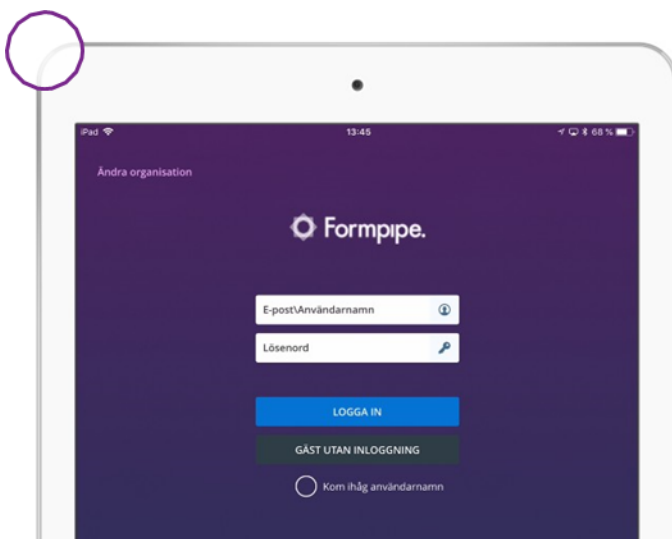 iPad 13:45 68 %
Ändra organisation
Formpipe.
E-post\Användarnamn
Lösenord
LOGGA IN
GÄST UTAN INLOGGNING
Kom ihåg användarnamn